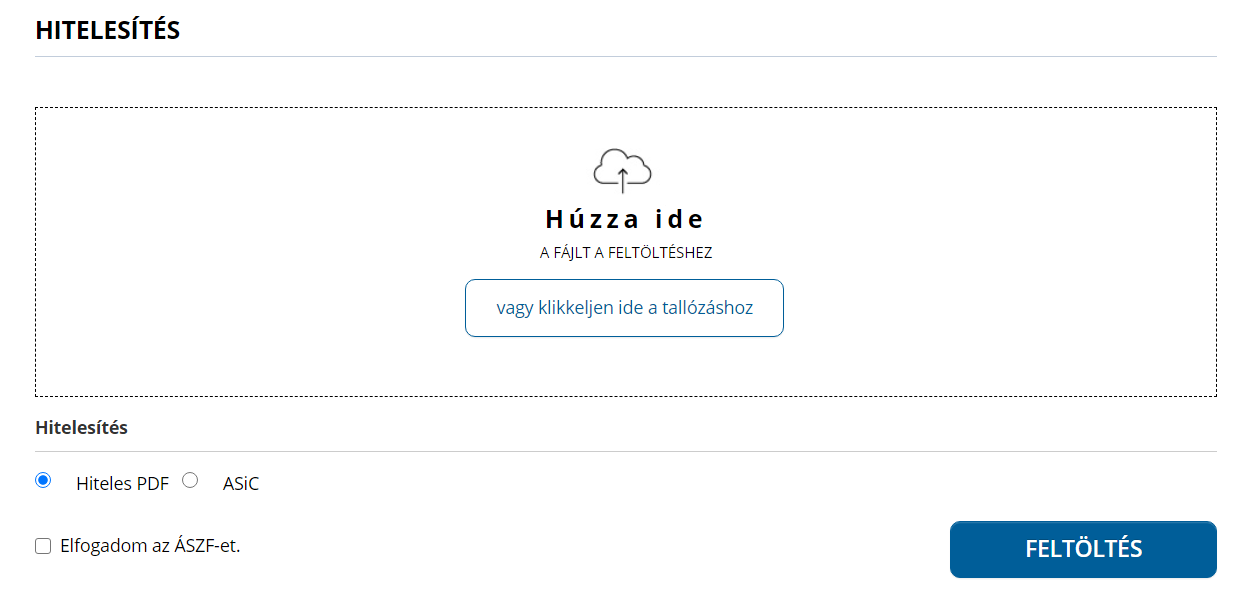 HITELESÍTÉS
Húzza ide
A FÁJLT A FELTÖLTÉSHEZ
vagy klikkeljen ide a tallózáshoz
Hitelesítés
Hiteles PDF ASiC
Elfogadom az ÁSZF-et.
FELTÖLTÉS